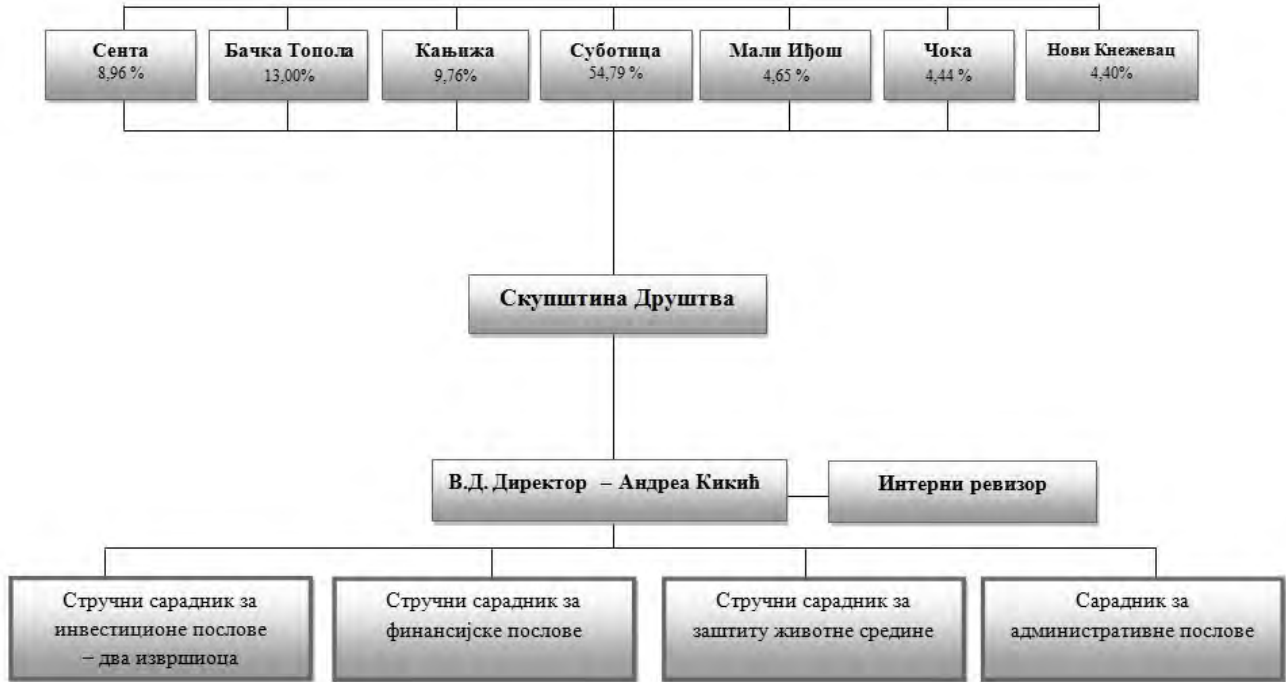 Сента
8,96 %
Бачка Топола
13,00%
Кањижа
9,76%
Суботица
54,79 %
Мали Иђош
4,65 %
Чока
4,44 %
Нови Кнежевац
4,40%
Скупштина Друштва
В.Д. Директор – Андреа Кикић
Интерни ревизор
Стручни сарадник за
инвестиционе послове
– два извршиоца
Стручни сарадник за
финансијске послове
Стручни сарадник за
заштиту животне средине
Сарадник за
административне послове